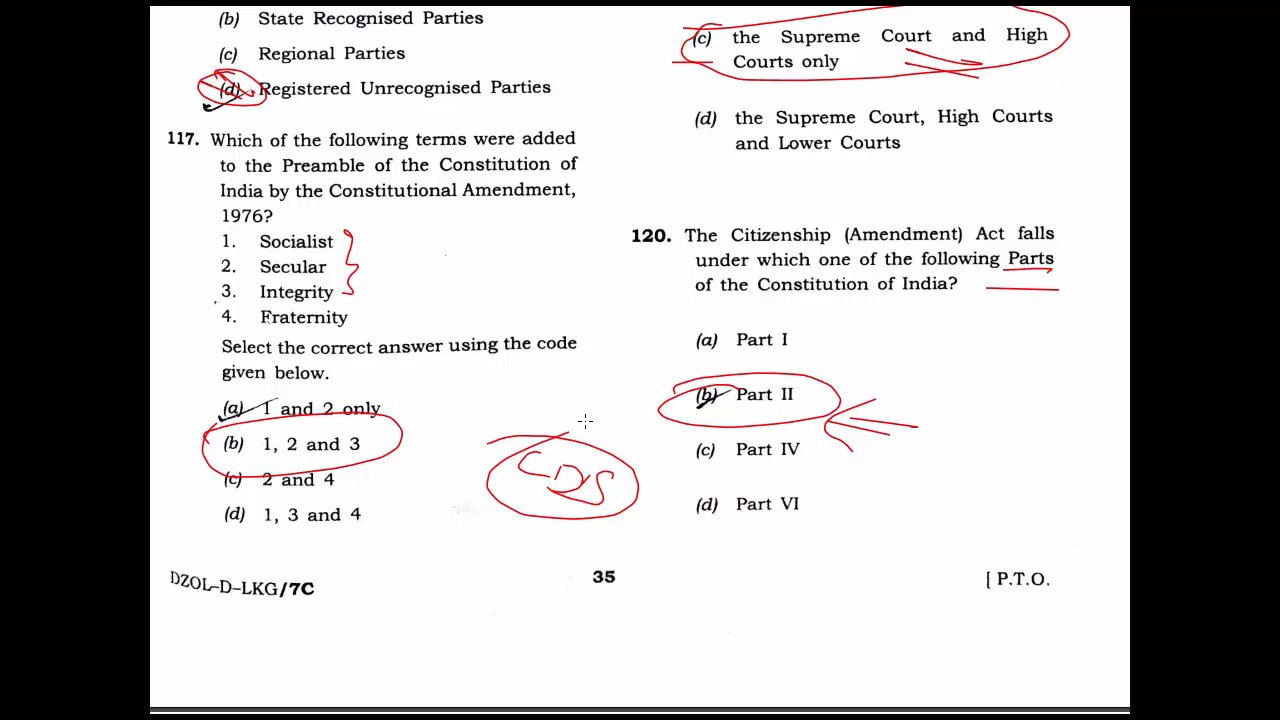 (b) State Recognised Parties
(c) Regional Parties
(d) Registered Unrecognised Parties
117. Which of the following terms were added
to the Preamble of the Constitution of
India by the Constitutional Amendment,
1976?
1. Socialist
2. Secular
3. Integrity
4. Fraternity
Select the correct answer using the code
given below.
(a) 1 and 2 only
(b) 1, 2 and 3
(c) 2 and 4
(d) 1, 3 and 4
(c) the Supreme Court and High
Courts only
(d) the Supreme Court, High Courts
and Lower Courts
120. The Citizenship (Amendment) Act falls
under which one of the following Parts
of the Constitution of India?
(a) Part I
(b) Part II
(c) Part IV
(d) Part VI
CDS
DZOL-D-LKG/7C
35
[ P.T.O.